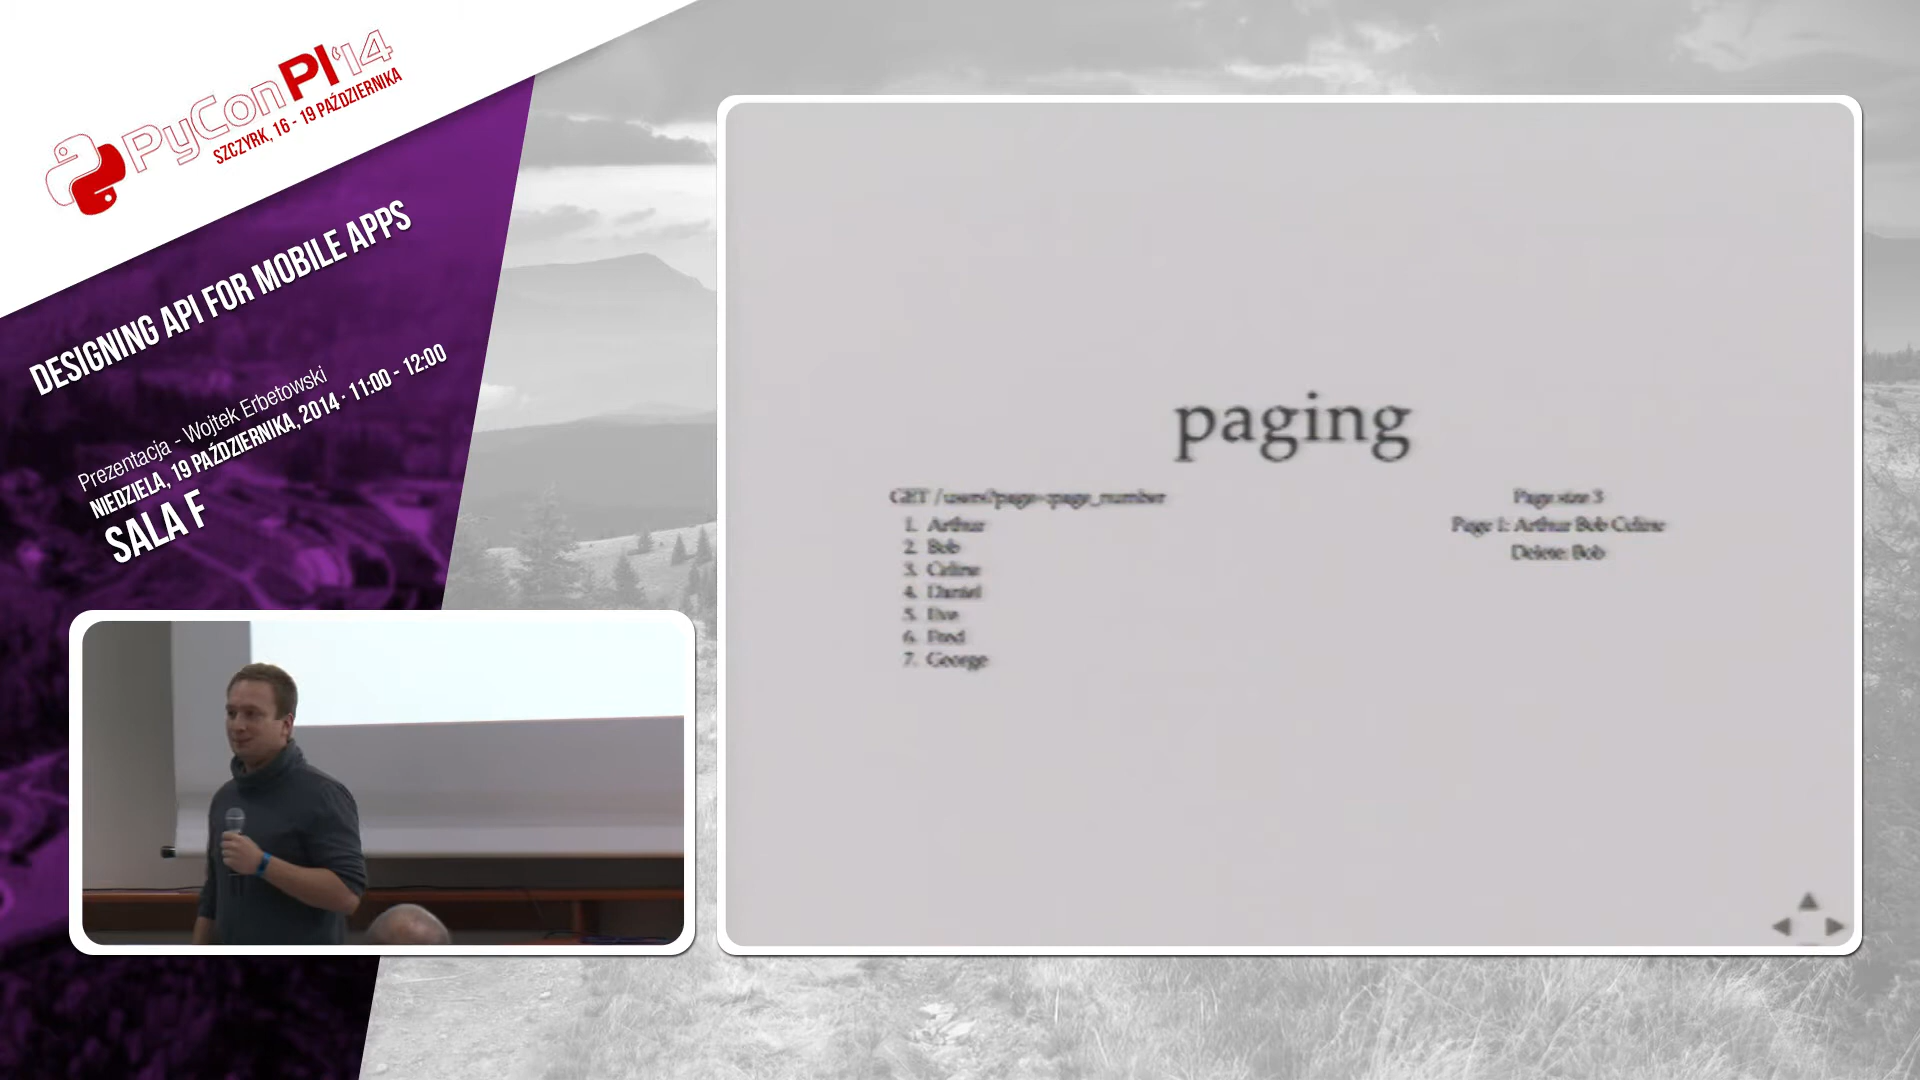 PyConPl'14
SZCZYRK, 16 - 19 PAŹDZIERNIKA
DESIGNING API FOR MOBILE APPS
Prezentacja - Wojtek Erbetowski
NIEDZIELA, 19 PAŹDZIERNIKA, 2014 · 11:00 - 12:00
SALA F
paging
GET /users?page=:page_number
1. Arthur
2. Bob
3. Celine
4. Daniel
5. Eve
6. Fred
7. George
Page size 3
Page 1: Arthur Bob Celine
Delete: Bob